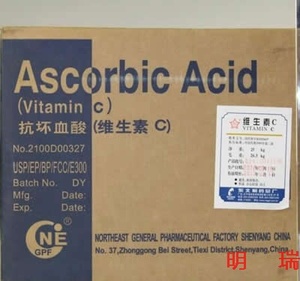 Ascorbic Acid
(Vitamin c)
抗坏血酸 (维生素 C)
No.2100D00327
USP/EP/BP/FCC/E300
Batch No. DY
Mfg. Date.
Exp. Date:
NE
GPF
NORTHEAST GENERAL PHARMACEUTICAL FACTORY SHENYANG CHINA
No. 37,Zhonggong Bei Street,Tiexi District,Shenyang,China
维生素C
VITAMIN C
明 瑞